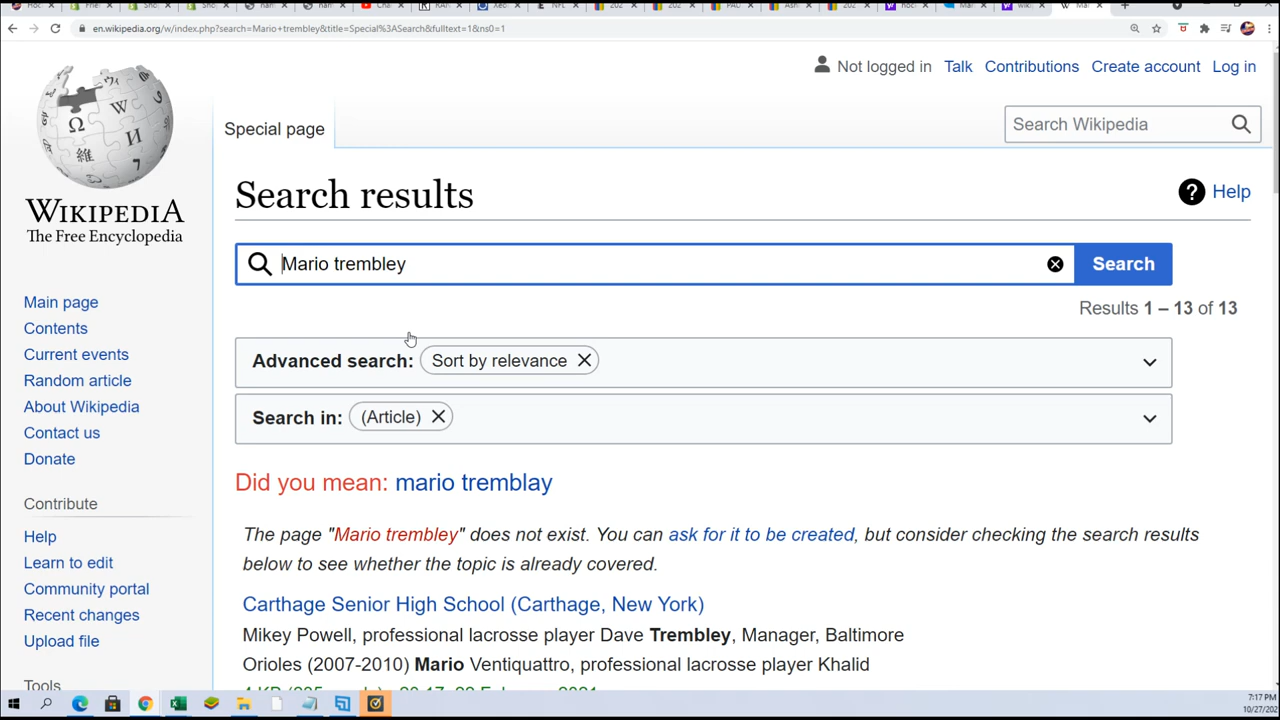 en.wikipedia.org/w/index.php?search=Mario+trembley&title=Special%3ASearch&fulltext=1&ns0=1
Not logged in Talk Contributions Create account Log in
Special page
Search Wikipedia
WIKIPEDIA
The Free Encyclopedia
Search results
Help
Mario trembley
Search
Results 1 – 13 of 13
Main page
Contents
Current events
Random article
About Wikipedia
Contact us
Donate
Contribute
Help
Learn to edit
Community portal
Recent changes
Upload file
Tools
Advanced search: Sort by relevance
Search in: (Article)
Did you mean: mario tremblay
The page "Mario trembley" does not exist. You can ask for it to be created, but consider checking the search results
below to see whether the topic is already covered.
Carthage Senior High School (Carthage, New York)
Mikey Powell, professional lacrosse player Dave Trembley, Manager, Baltimore
Orioles (2007-2010) Mario Ventiquattro, professional lacrosse player Khalid
7:17 PM